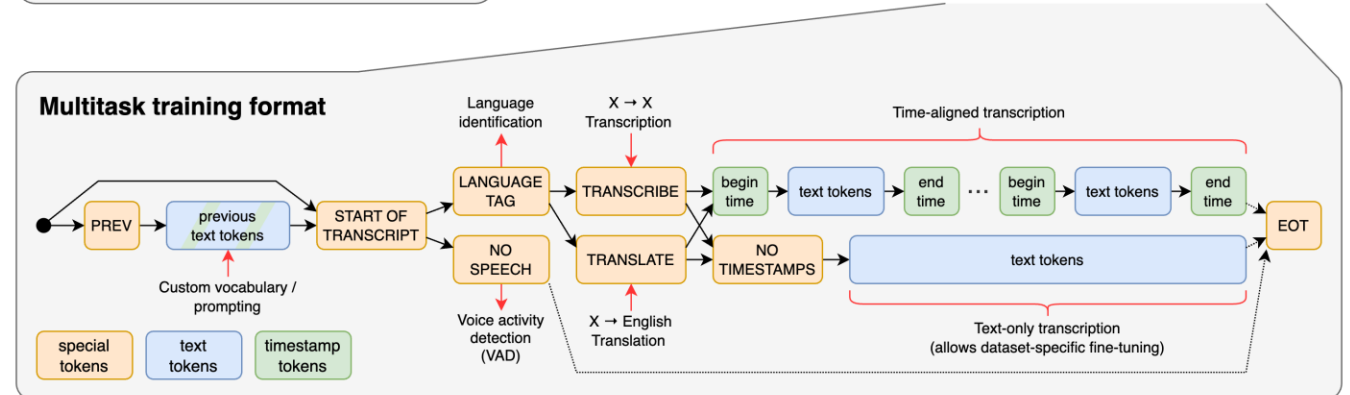 Multitask training format
Language
identification
X → X
Transcription
Time-aligned transcription
PREV
previous
text tokens
START OF
TRANSCRIPT
LANGUAGE
TAG
NO
SPEECH
TRANSCRIBE
TRANSLATE
begin
time
text tokens
end
time
...
begin
time
text tokens
end
time
NO
TIMESTAMPS
text tokens
EOT
Custom vocabulary /
prompting
Voice activity
detection
(VAD)
X → English
Translation
Text-only transcription
(allows dataset-specific fine-tuning)
special
tokens
text
tokens
timestamp
tokens